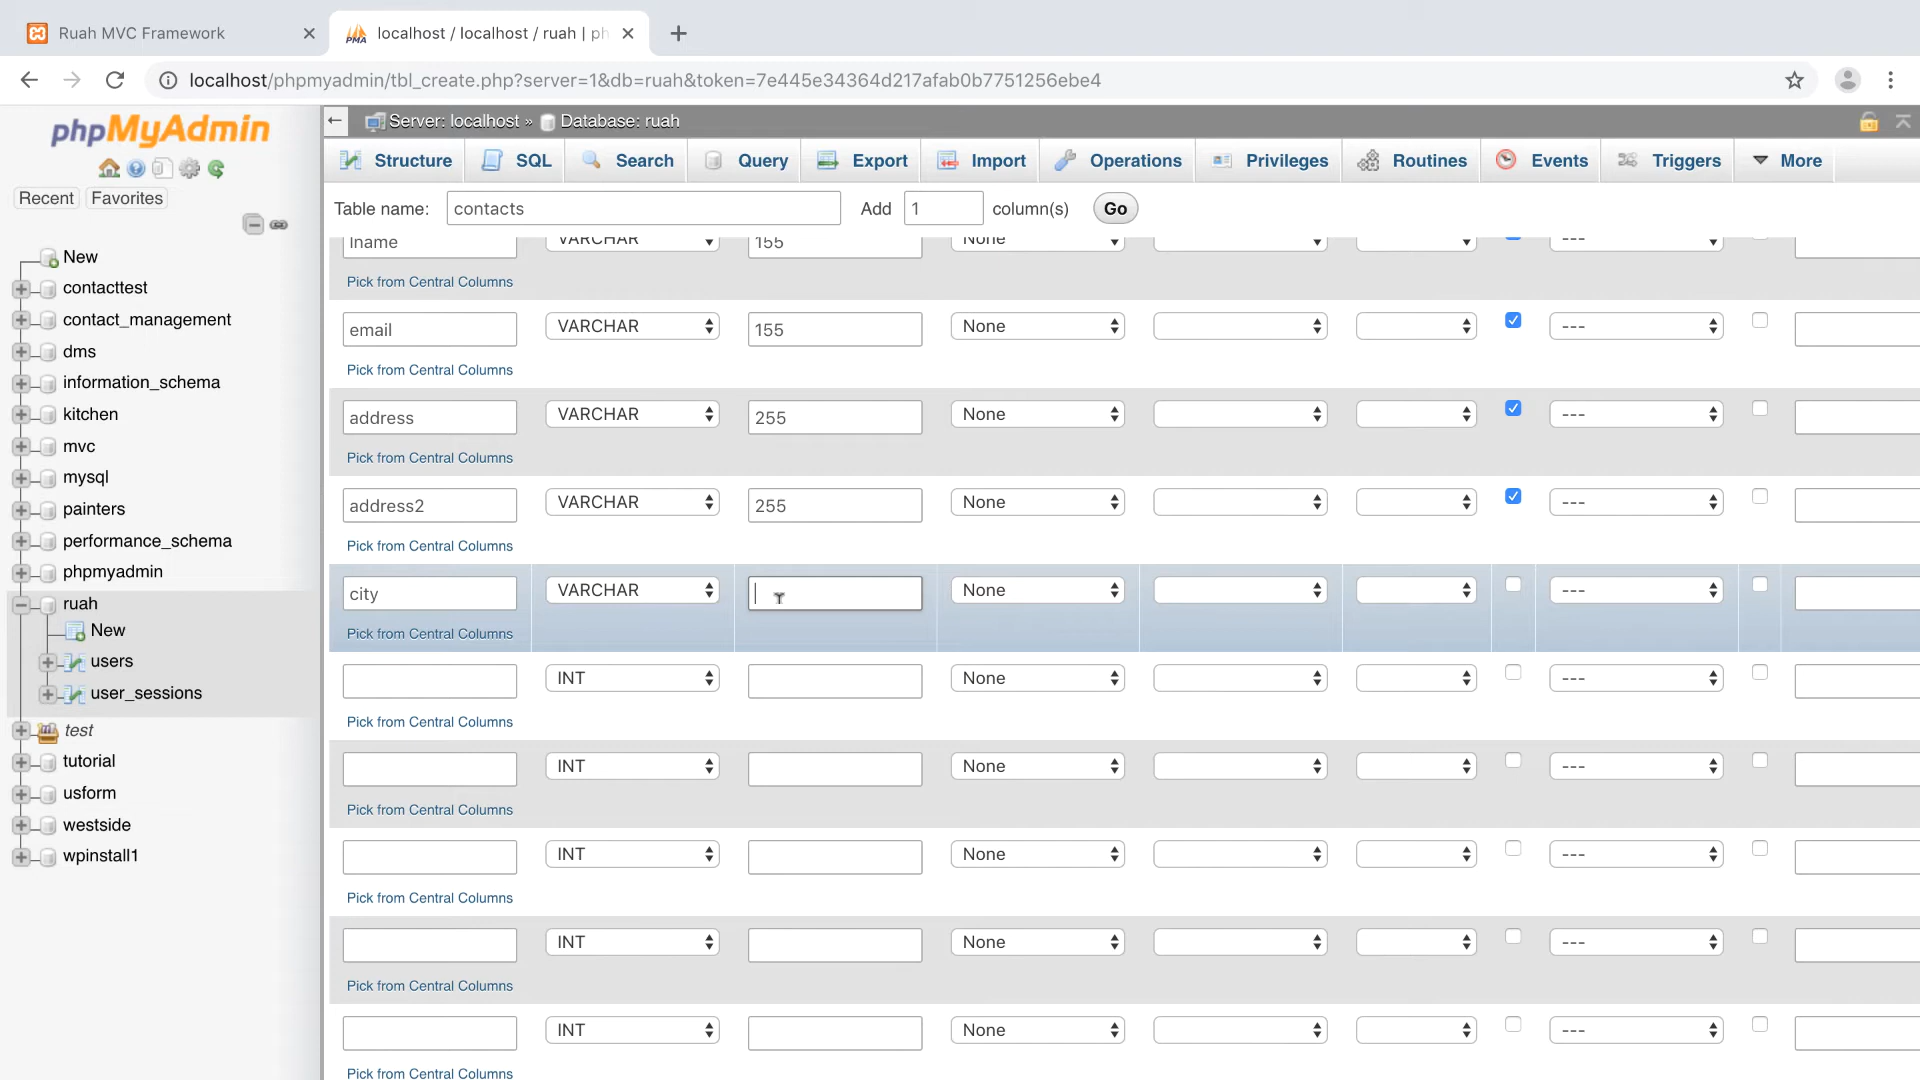 Ruah MVC Framework
localhost / localhost / ruah | ph
localhost/phpmyadmin/tbl_create.php?server=1&db=ruah&token=7e445e34364d217afab0b7751256ebe4
phpMyAdmin
Recent Favorites
New
contacttest
contact_management
dms
information_schema
kitchen
mvc
mysql
painters
performance_schema
phpmyadmin
ruah
New
users
user_sessions
test
tutorial
usform
westside
wpinstall1
Server: localhost » Database: ruah
Structure SQL Search Query Export Import Operations Privileges Routines Events Triggers More
Table name: contacts Add 1 column(s) Go
lname VARCHAR 155 None ---
Pick from Central Columns
email VARCHAR 155 None ---
Pick from Central Columns
address VARCHAR 255 None ---
Pick from Central Columns
address2 VARCHAR 255 None ---
Pick from Central Columns
city VARCHAR None ---
Pick from Central Columns
INT None ---
Pick from Central Columns
INT None ---
Pick from Central Columns
INT None ---
Pick from Central Columns
INT None ---
Pick from Central Columns
INT None ---
Pick from Central Columns